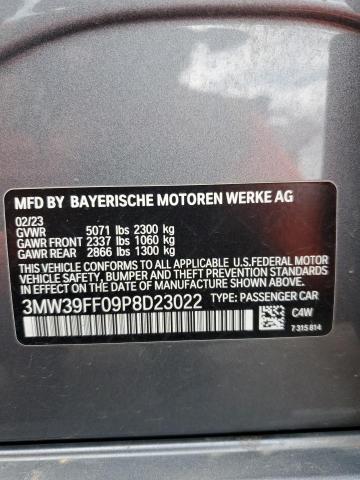 MFD BY BAYERISCHE MOTOREN WERKE AG
02/23
GVWR 5071 lbs 2300 kg
GAWR FRONT 2337 lbs 1060 kg
GAWR REAR 2866 lbs 1300 kg
THIS VEHICLE CONFORMS TO ALL APPLICABLE U.S.FEDERAL MOTOR
VEHICLE SAFETY, BUMPER AND THEFT PREVENTION STANDARDS
IN EFFECT ON THE DATE OF MANUFACTURE SHOWN ABOVE.
3MW39FF09P8D23022 TYPE: PASSENGER CAR
C4W
7 315 814